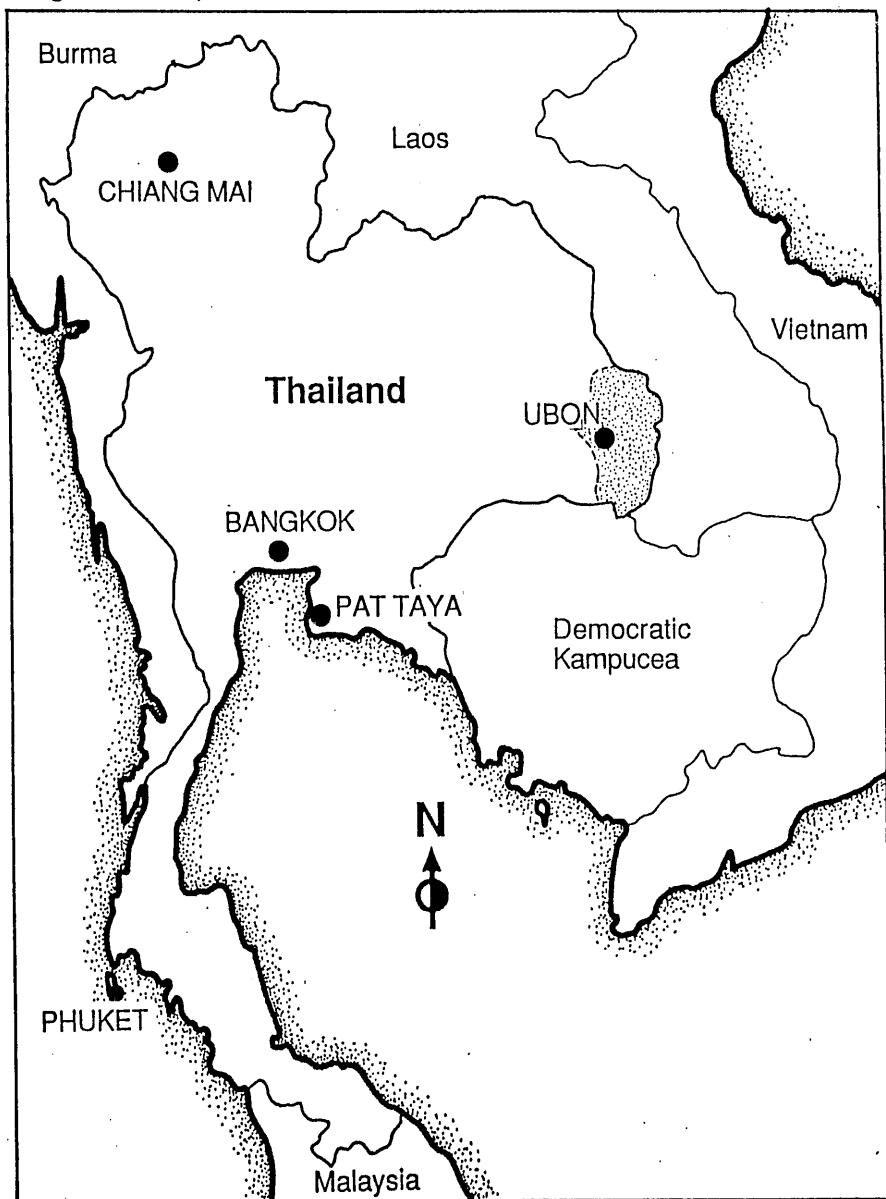 Burma
Laos
CHIANG MAI
Vietnam
Thailand
UBON
BANGKOK
PAT TAYA
Democratic
Kampucea
N
PHUKET
Malaysia